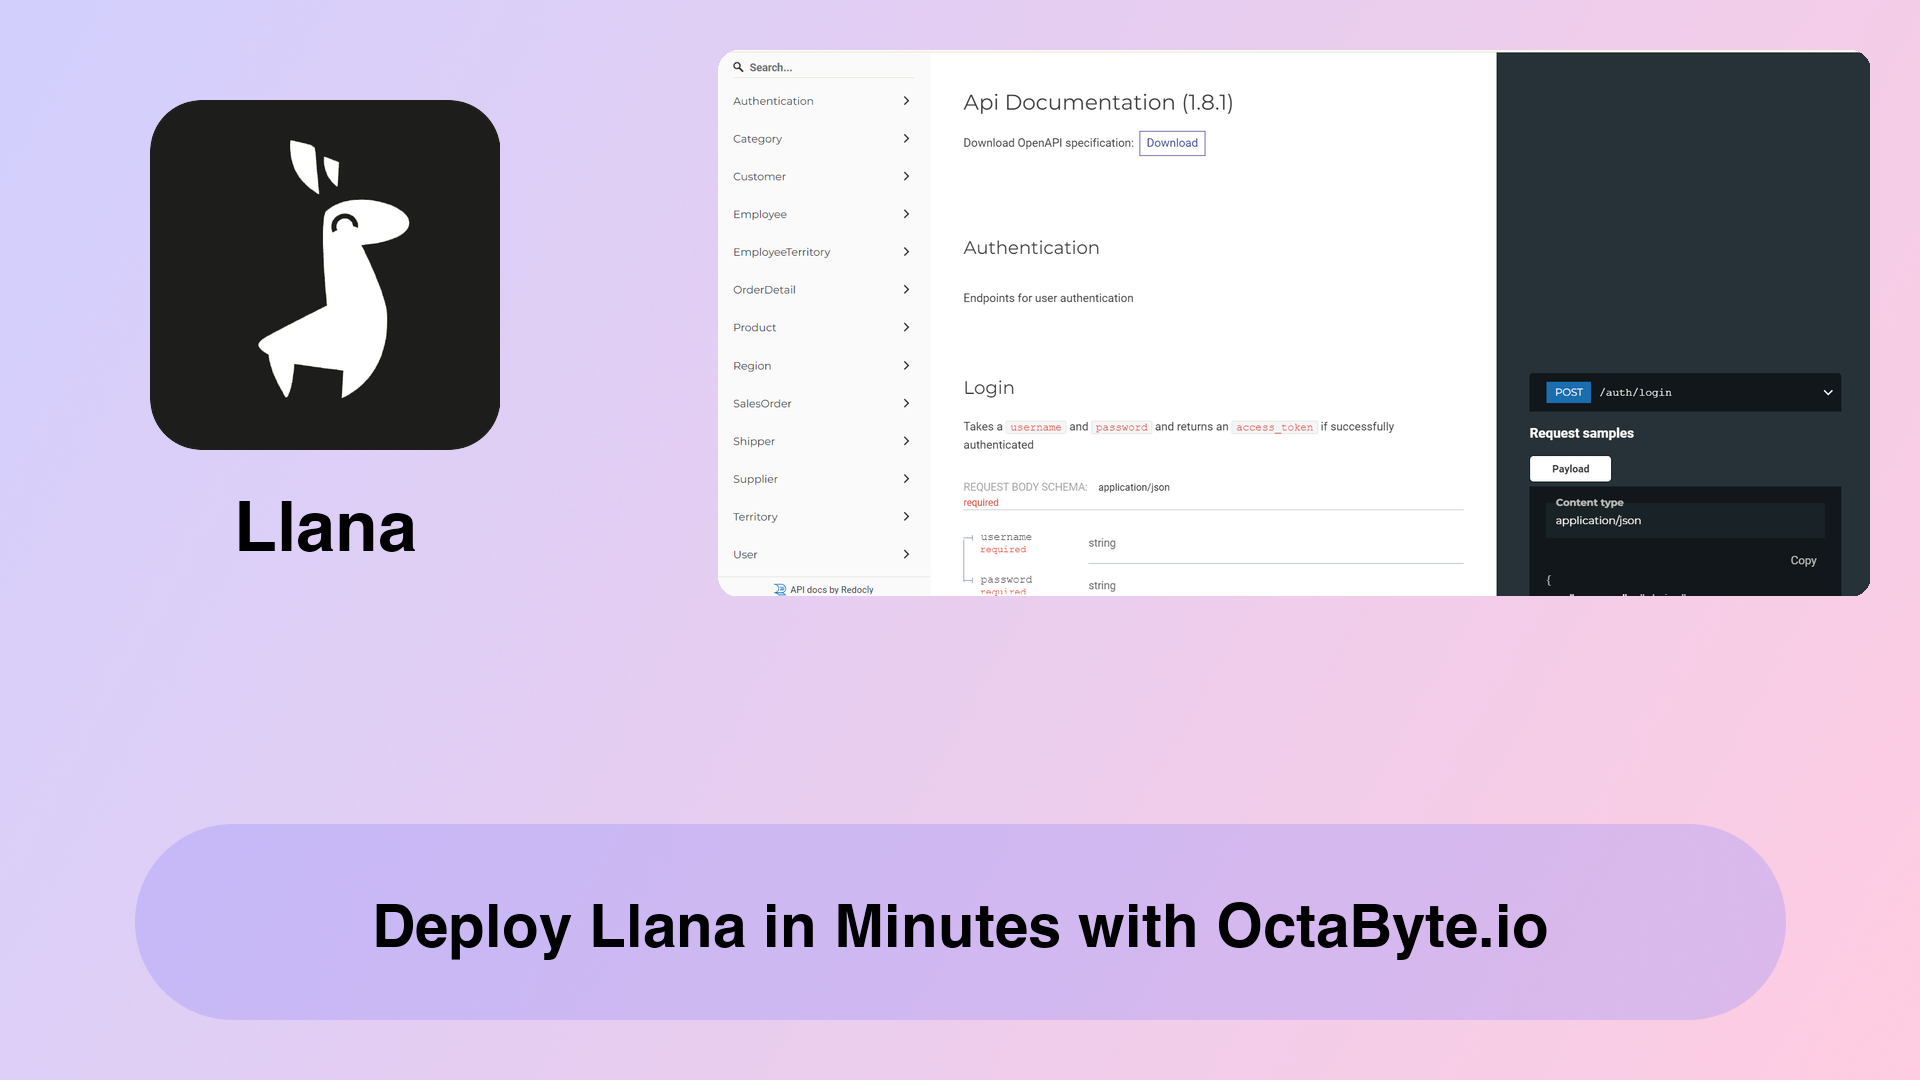 Llana
Search...
Authentication
Category
Customer
Employee
EmployeeTerritory
OrderDetail
Product
Region
SalesOrder
Shipper
Supplier
Territory
User
API docs by Redocly
Api Documentation (1.8.1)
Download OpenAPI specification: Download
Authentication
Endpoints for user authentication
Login
Takes a username and password and returns an access_token if successfully
authenticated
REQUEST BODY SCHEMA: application/json
required
username string
required
password string
required
POST /auth/login
Request samples
Payload
Content type
application/json
Copy
{
Deploy Llana in Minutes with OctaByte.io